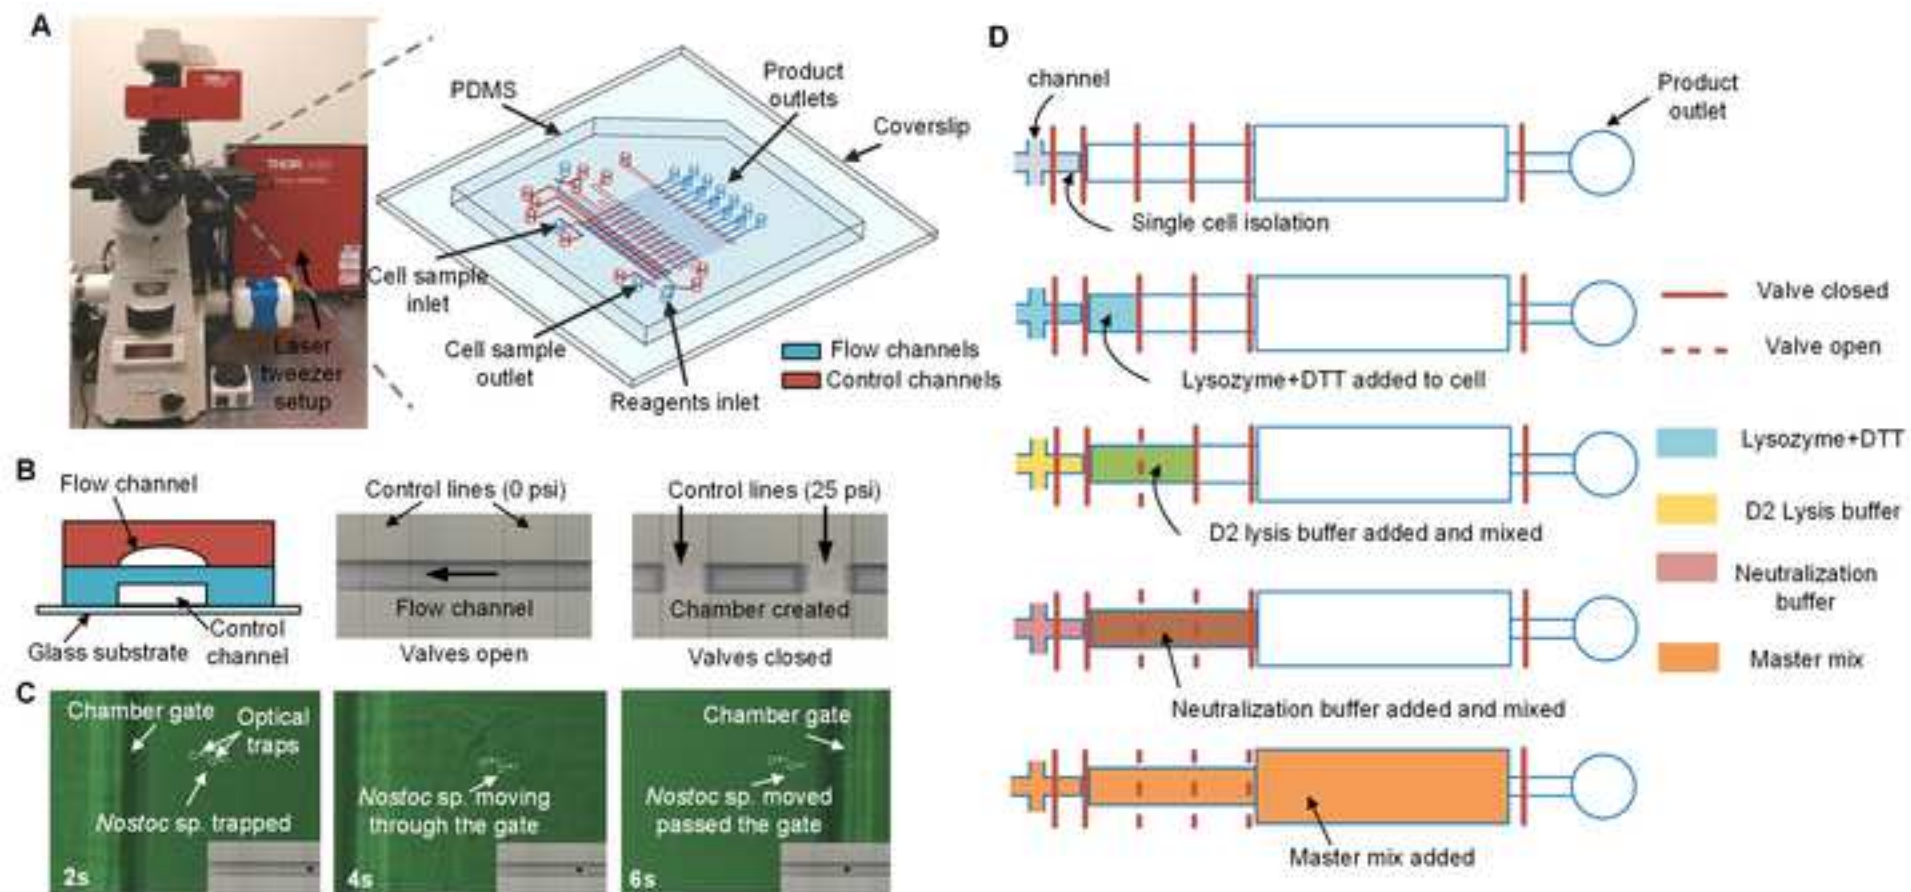 A
PDMS
Product
outlets
Coverslip
THOR
Cell sample
inlet
Cell sample
outlet
Laser
tweezer
setup
Flow channels
Control channels
Reagents inlet
B
Flow channel
Glass substrate
Control
channel
Control lines (0 psi)
Flow channel
Valves open
Control lines (25 psi)
Chamber created
Valves closed
C
Chamber gate
Optical
traps
Nostoc sp. trapped
2s
Nostoc sp. moving
through the gate
4s
Chamber gate
Nostoc sp. moved
passed the gate
6s
D
channel
Product
outlet
Single cell isolation
Lysozyme+DTT added to cell
D2 lysis buffer added and mixed
Neutralization buffer added and mixed
Master mix added
Valve closed
Valve open
Lysozyme+DTT
D2 Lysis buffer
Neutralization
buffer
Master mix